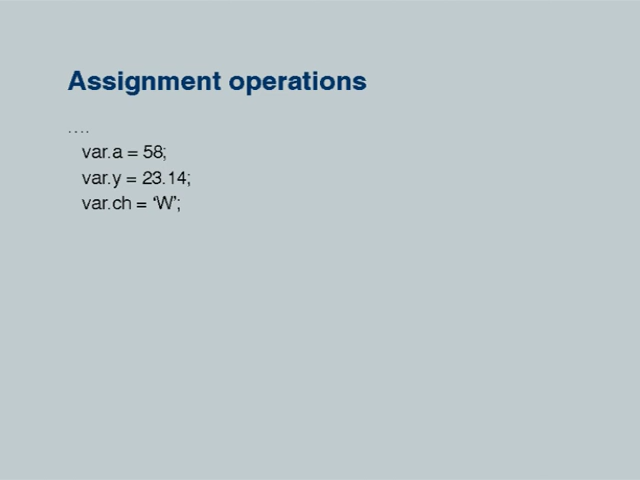 Assignment operations
....
var.a = 58;
var.y = 23.14;
var.ch = ‘W’;